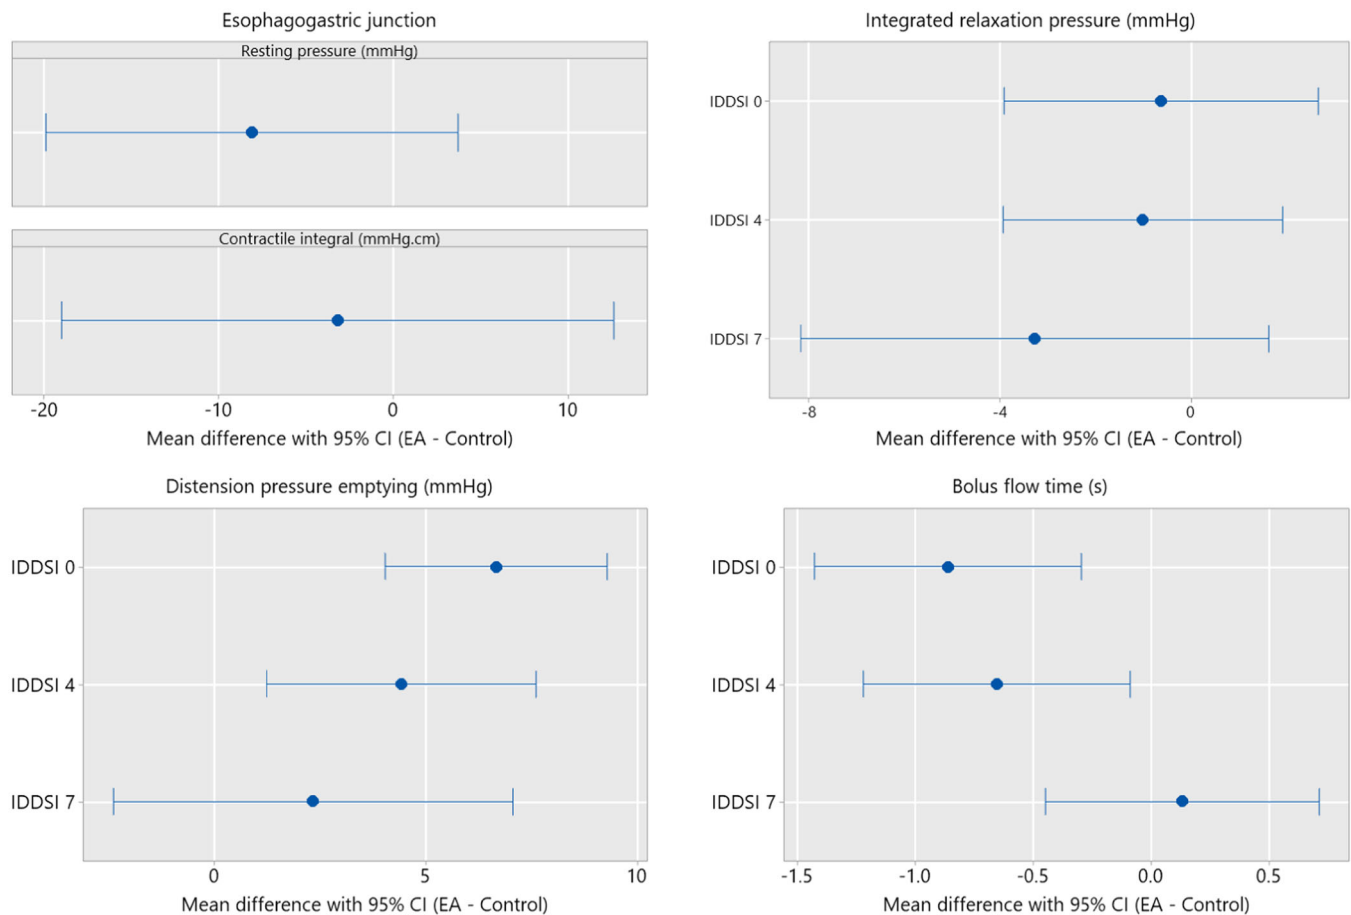 Esophagogastric junction
Resting pressure (mmHg)
Contractile integral (mmHg.cm)
-20 -10 0 10
Mean difference with 95% CI (EA - Control)
Integrated relaxation pressure (mmHg)
IDDSI 0
IDDSI 4
IDDSI 7
-8 -4 0
Mean difference with 95% CI (EA - Control)
Distension pressure emptying (mmHg)
IDDSI 0
IDDSI 4
IDDSI 7
0 5 10
Mean difference with 95% CI (EA - Control)
Bolus flow time (s)
IDDSI 0
IDDSI 4
IDDSI 7
-1.5 -1.0 -0.5 0.0 0.5
Mean difference with 95% CI (EA - Control)